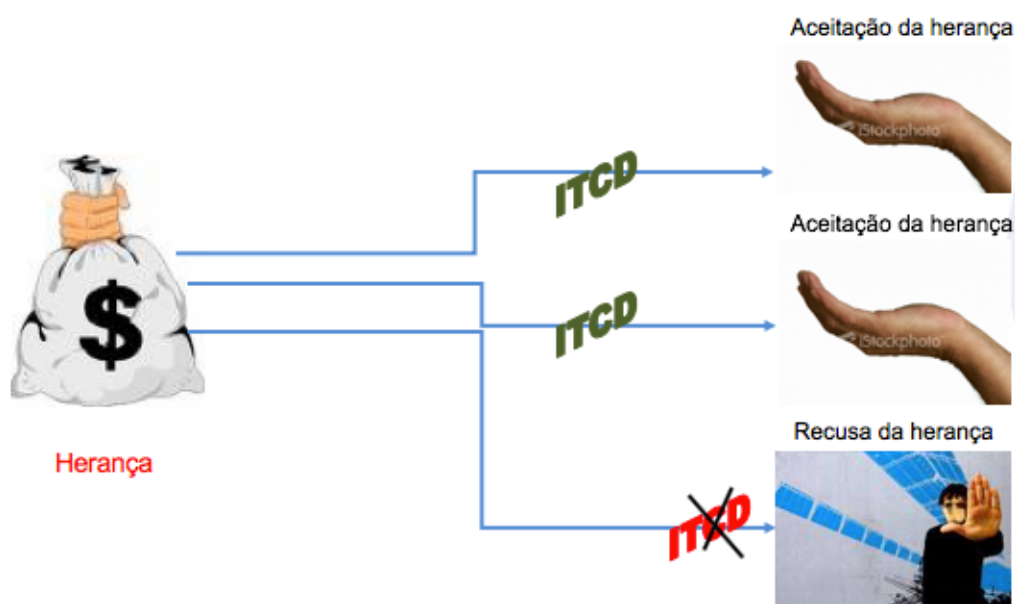 Aceitação da herança
iStockphoto
ITCD
Aceitação da herança
$
ITCD
iStockphoto
Recusa da herança
Herança
ITCD